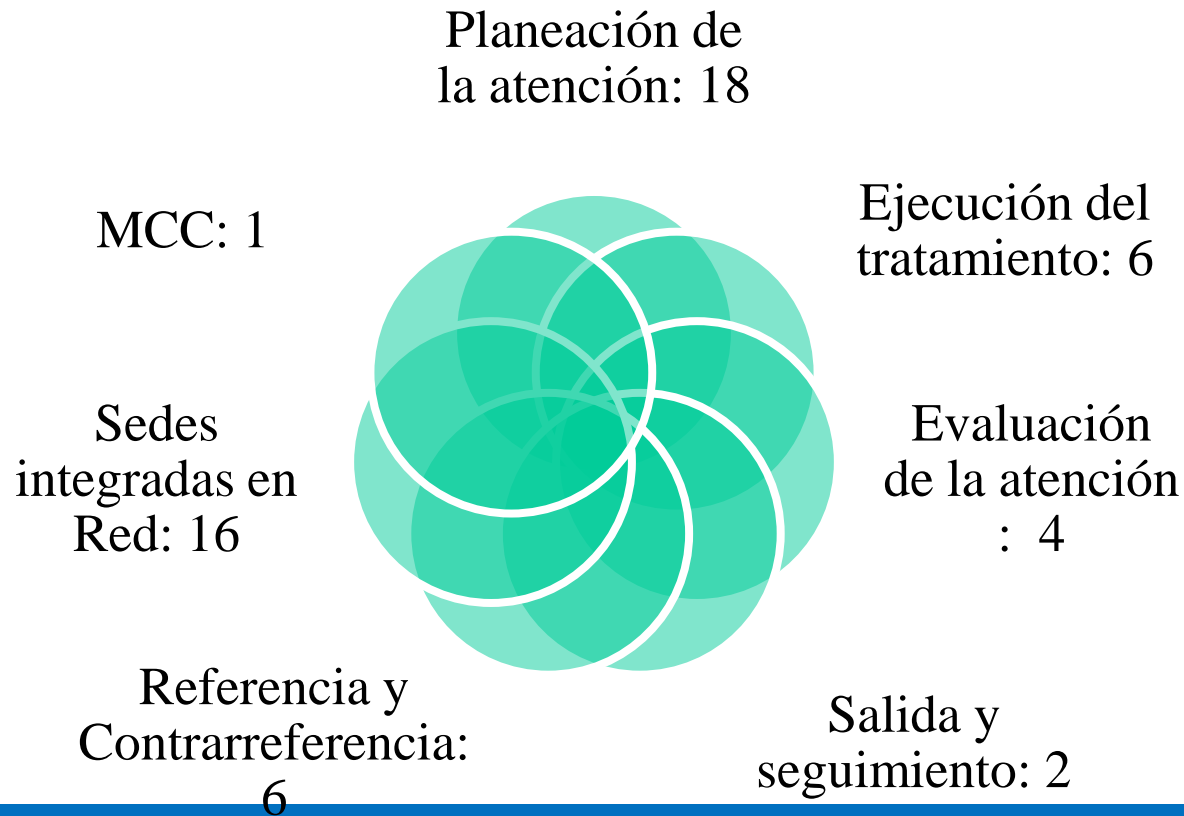 Planeación de
la atención: 18
Ejecución del
tratamiento: 6
Evaluación
de la atención
: 4
Salida y
seguimiento: 2
Referencia y
Contrarreferencia:
6
Sedes
integradas en
Red: 16
MCC: 1